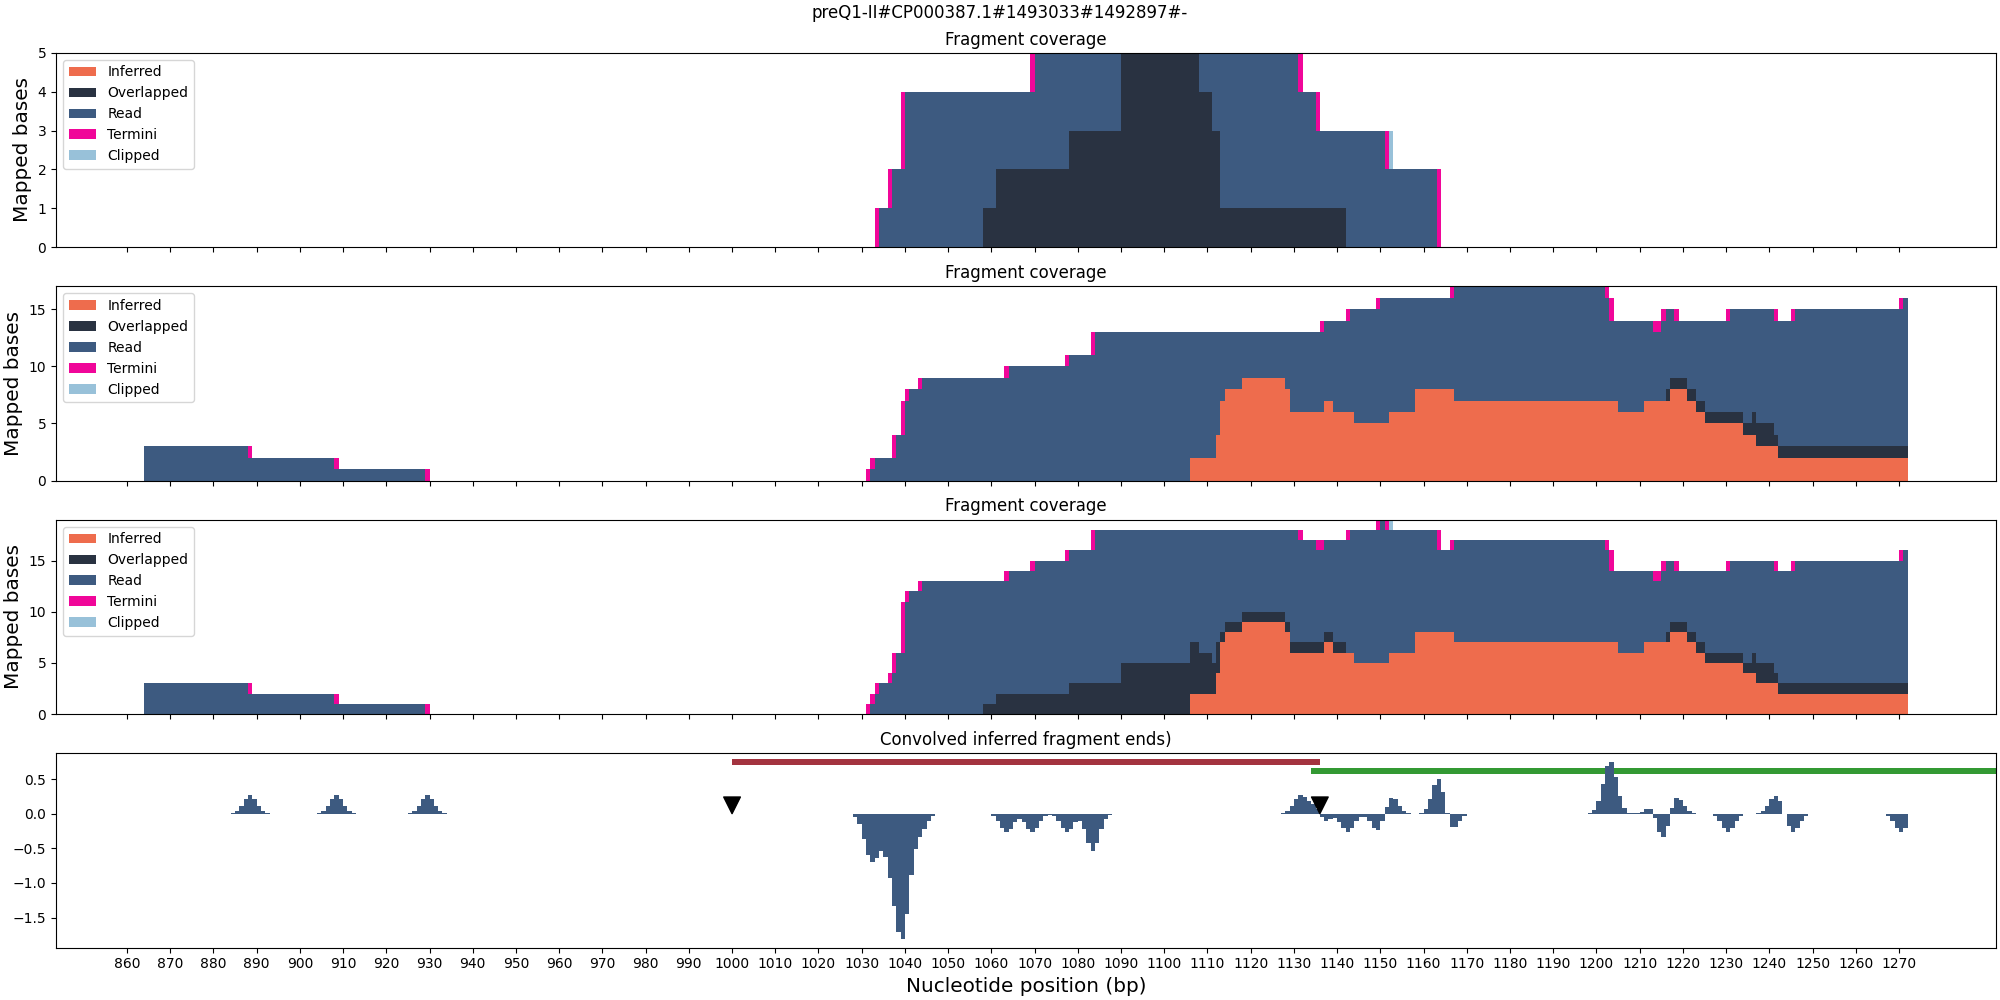 preQ1-II#CP000387.1#1493033#1492897#-
Fragment coverage
Mapped bases
5
4
3
2
1
0
Inferred
Overlapped
Read
Termini
Clipped
Fragment coverage
Mapped bases
15
10
5
0
Inferred
Overlapped
Read
Termini
Clipped
Fragment coverage
Mapped bases
15
10
5
0
Inferred
Overlapped
Read
Termini
Clipped
Convolved inferred fragment ends)
0.5
0.0
−0.5
−1.0
−1.5
860 870 880 890 900 910 920 930 940 950 960 970 980 990 1000 1010 1020 1030 1040 1050 1060 1070 1080 1090 1100 1110 1120 1130 1140 1150 1160 1170 1180 1190 1200 1210 1220 1230 1240 1250 1260 1270
Nucleotide position (bp)